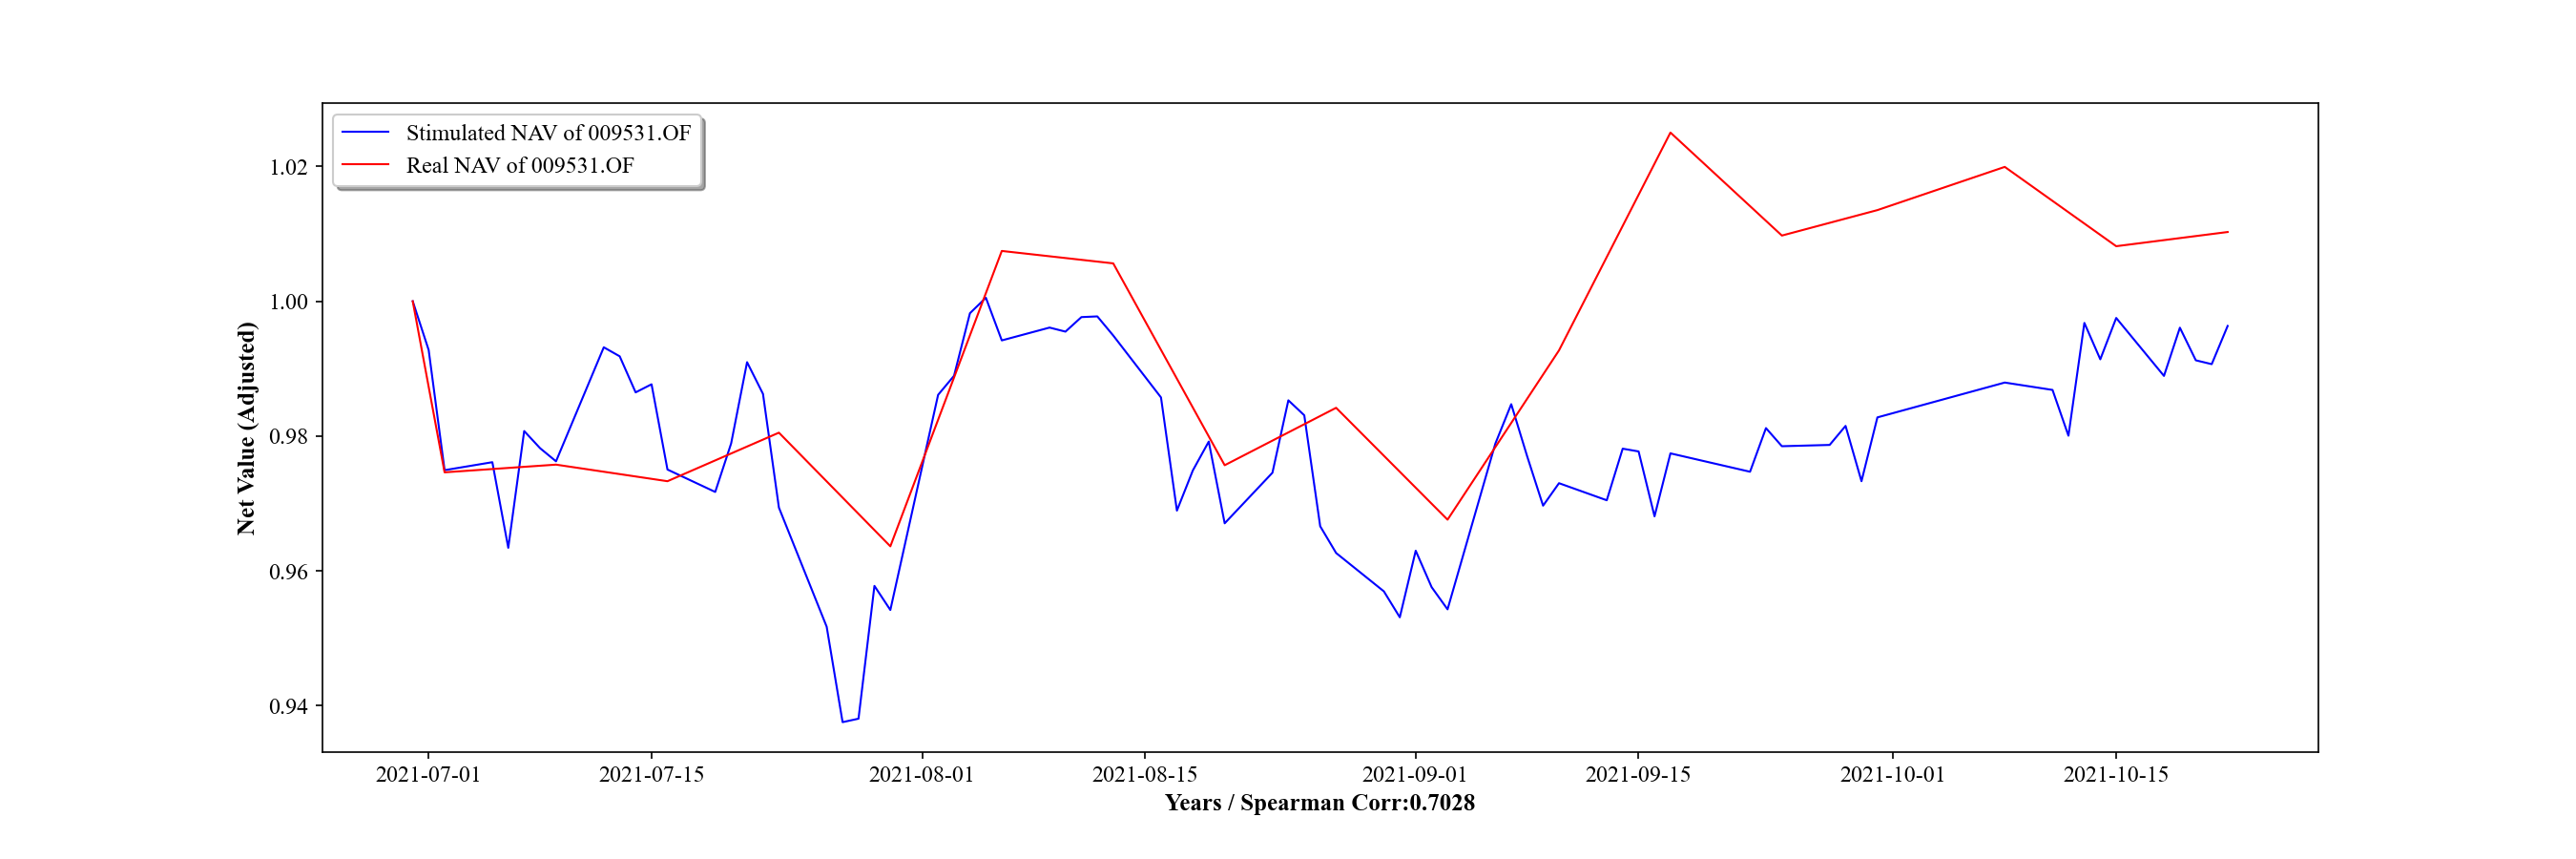 Stimulated NAV of 009531.OF
Real NAV of 009531.OF
1.02
1.00
0.98
0.96
0.94
Net Value (Adjusted)
2021-07-01 2021-07-15 2021-08-01 2021-08-15 2021-09-01 2021-09-15 2021-10-01 2021-10-15
Years / Spearman Corr:0.7028